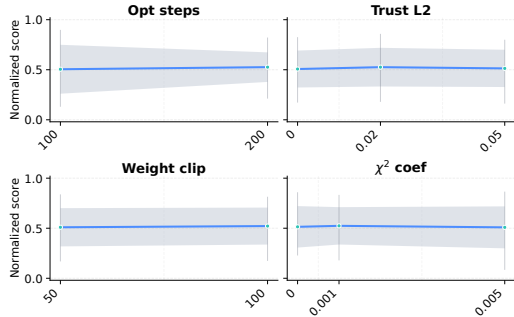 Opt steps
Normalized score
1.0
0.5
0.0
100
200
Trust L2
0
0.02
0.05
Weight clip
Normalized score
1.0
0.5
0.0
50
100
χ² coef
0
0.001
0.005